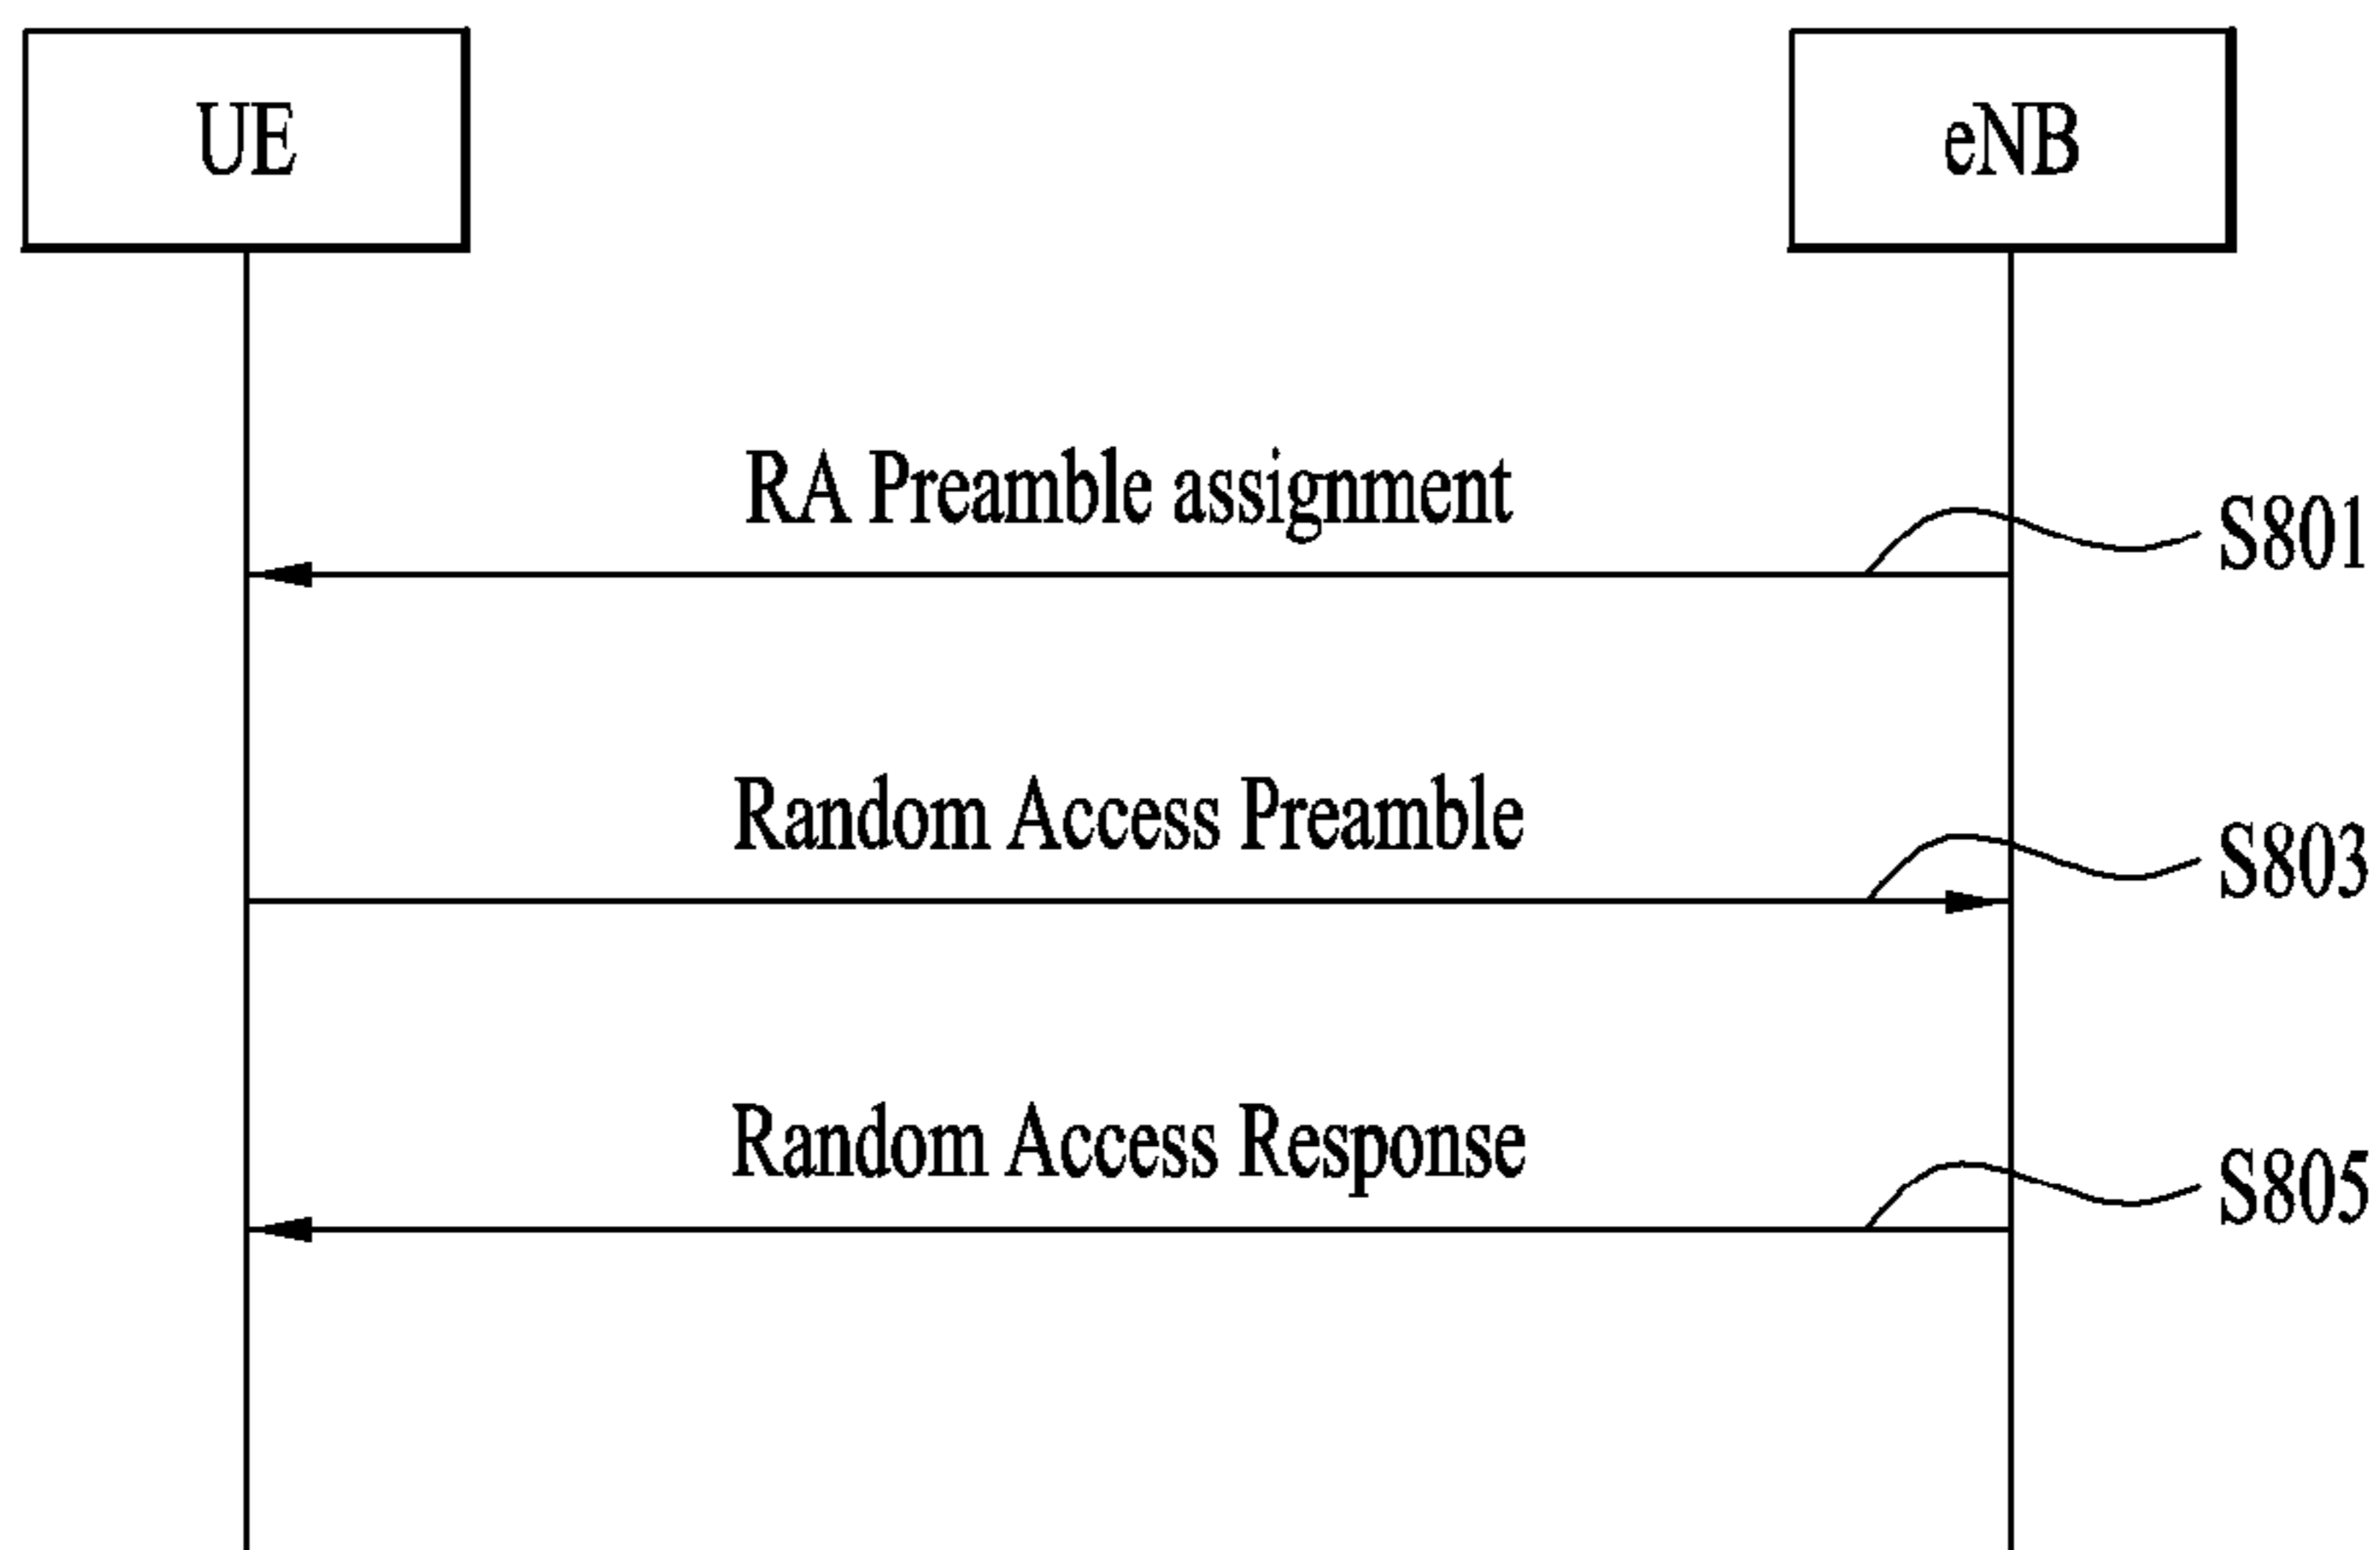 UE
eNB
RA Preamble assignment
S801
Random Access Preamble
S803
Random Access Response
S805